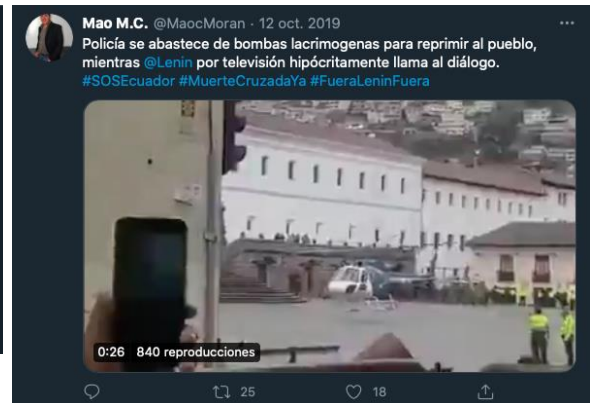 Mao M.C. @MaocMoran · 12 oct. 2019
Policía se abastece de bombas lacrimogenas para reprimir al pueblo,
mientras @Lenin por televisión hipócritamente llama al diálogo.
#SOSEcuador #MuerteCruzadaYa #FueraLeninFuera
0:26 840 reproducciones
25 18